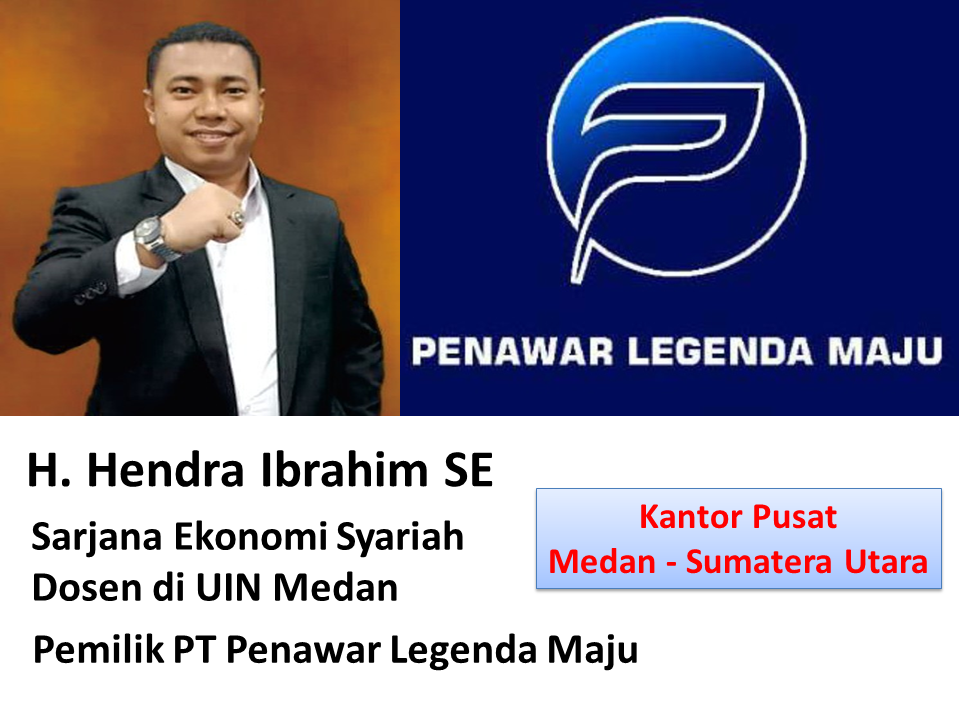 PENAWAR LEGENDA MAJU
H. Hendra Ibrahim SE
Sarjana Ekonomi Syariah
Dosen di UIN Medan
Pemilik PT Penawar Legenda Maju
Kantor Pusat
Medan - Sumatera Utara